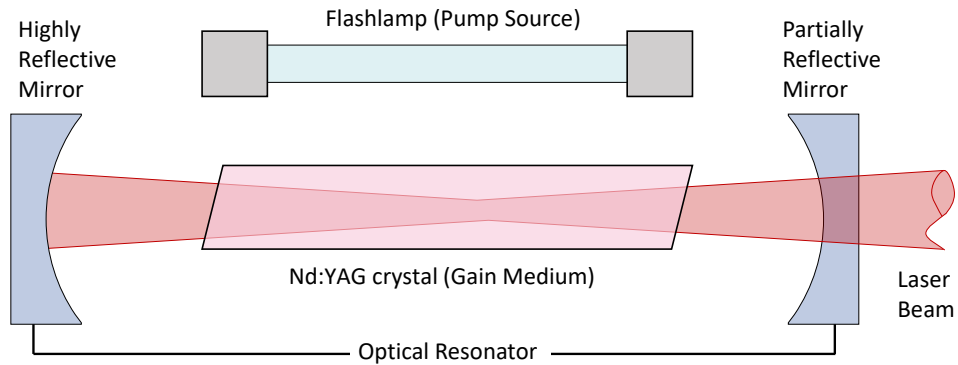 Flashlamp (Pump Source)
Highly
Reflective
Mirror
Partially
Reflective
Mirror
Nd:YAG crystal (Gain Medium)
Laser
Beam
Optical Resonator